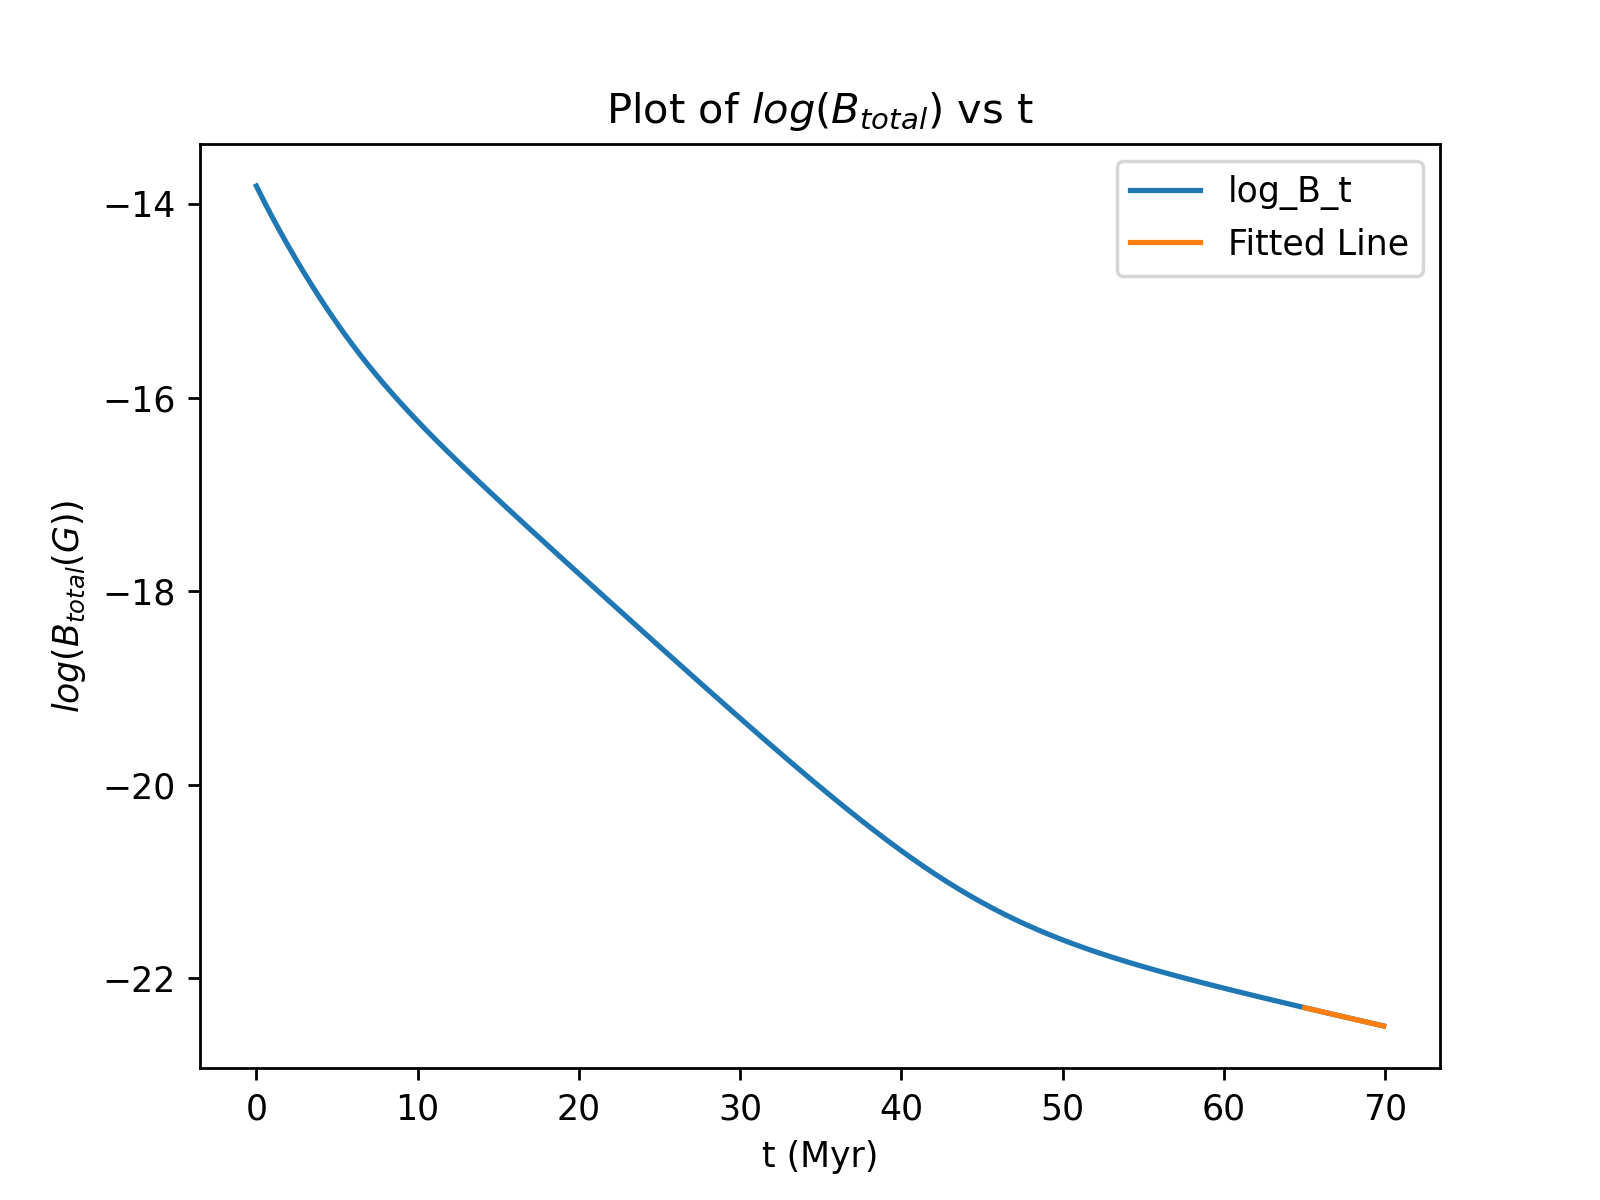 Plot of log(B_total) vs t
log_B_t
Fitted Line
log(B_total(G))
−14
−16
−18
−20
−22
0 10 20 30 40 50 60 70
t (Myr)